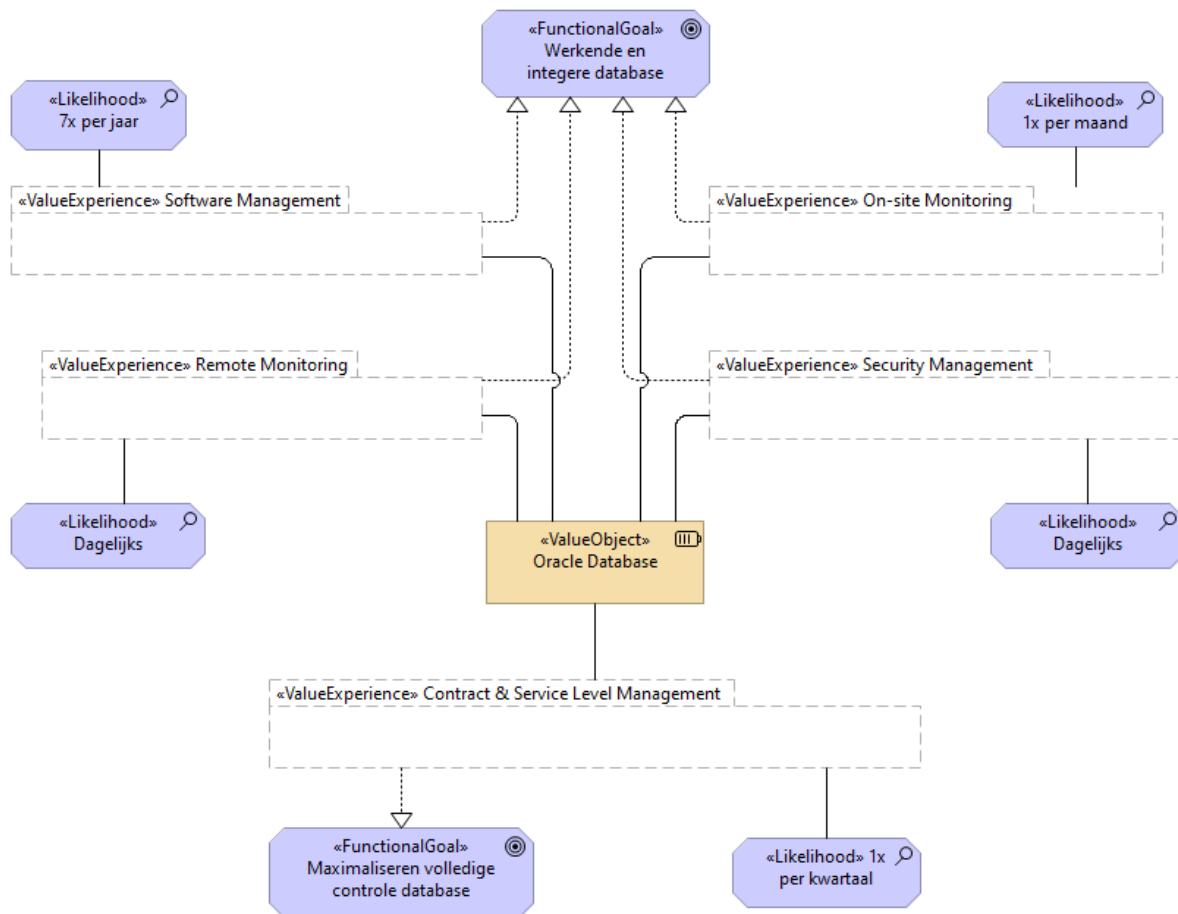 «FunctionalGoal»
Werkende en
integere database
«Likelihood»
7x per jaar
«Likelihood»
1x per maand
«ValueExperience» Software Management
«ValueExperience» On-site Monitoring
«ValueExperience» Remote Monitoring
«ValueExperience» Security Management
«Likelihood»
Dagelijks
«ValueObject»
Oracle Database
«Likelihood»
Dagelijks
«ValueExperience» Contract & Service Level Management
«FunctionalGoal»
Maximaliseren volledige
controle database
«Likelihood» 1x
per kwartaal